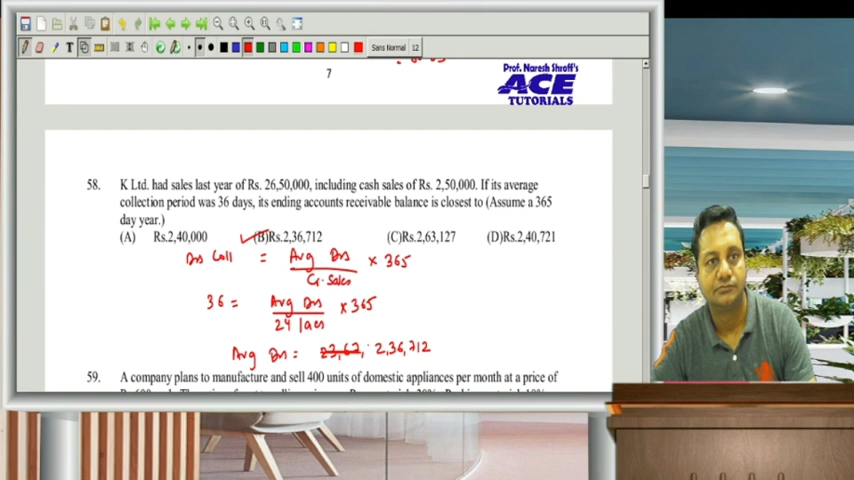 Sans Normal 12
7
Prof. Naresh Shroff's
ACE
TUTORIALS
58. K Ltd. had sales last year of Rs. 26,50,000, including cash sales of Rs. 2,50,000. If its average
collection period was 36 days, its ending accounts receivable balance is closest to (Assume a 365
day year.)
(A) Rs.2,40,000 (B)Rs.2,36,712 (C)Rs.2,63,127 (D)Rs.2,40,721
Drs Coll = Avg Drs × 365
Cr. Sales
36 = Avg Drs × 365
24 lacs
Avg Drs = 23,67, 2,36,712
59. A company plans to manufacture and sell 400 units of domestic appliances per month at a price of